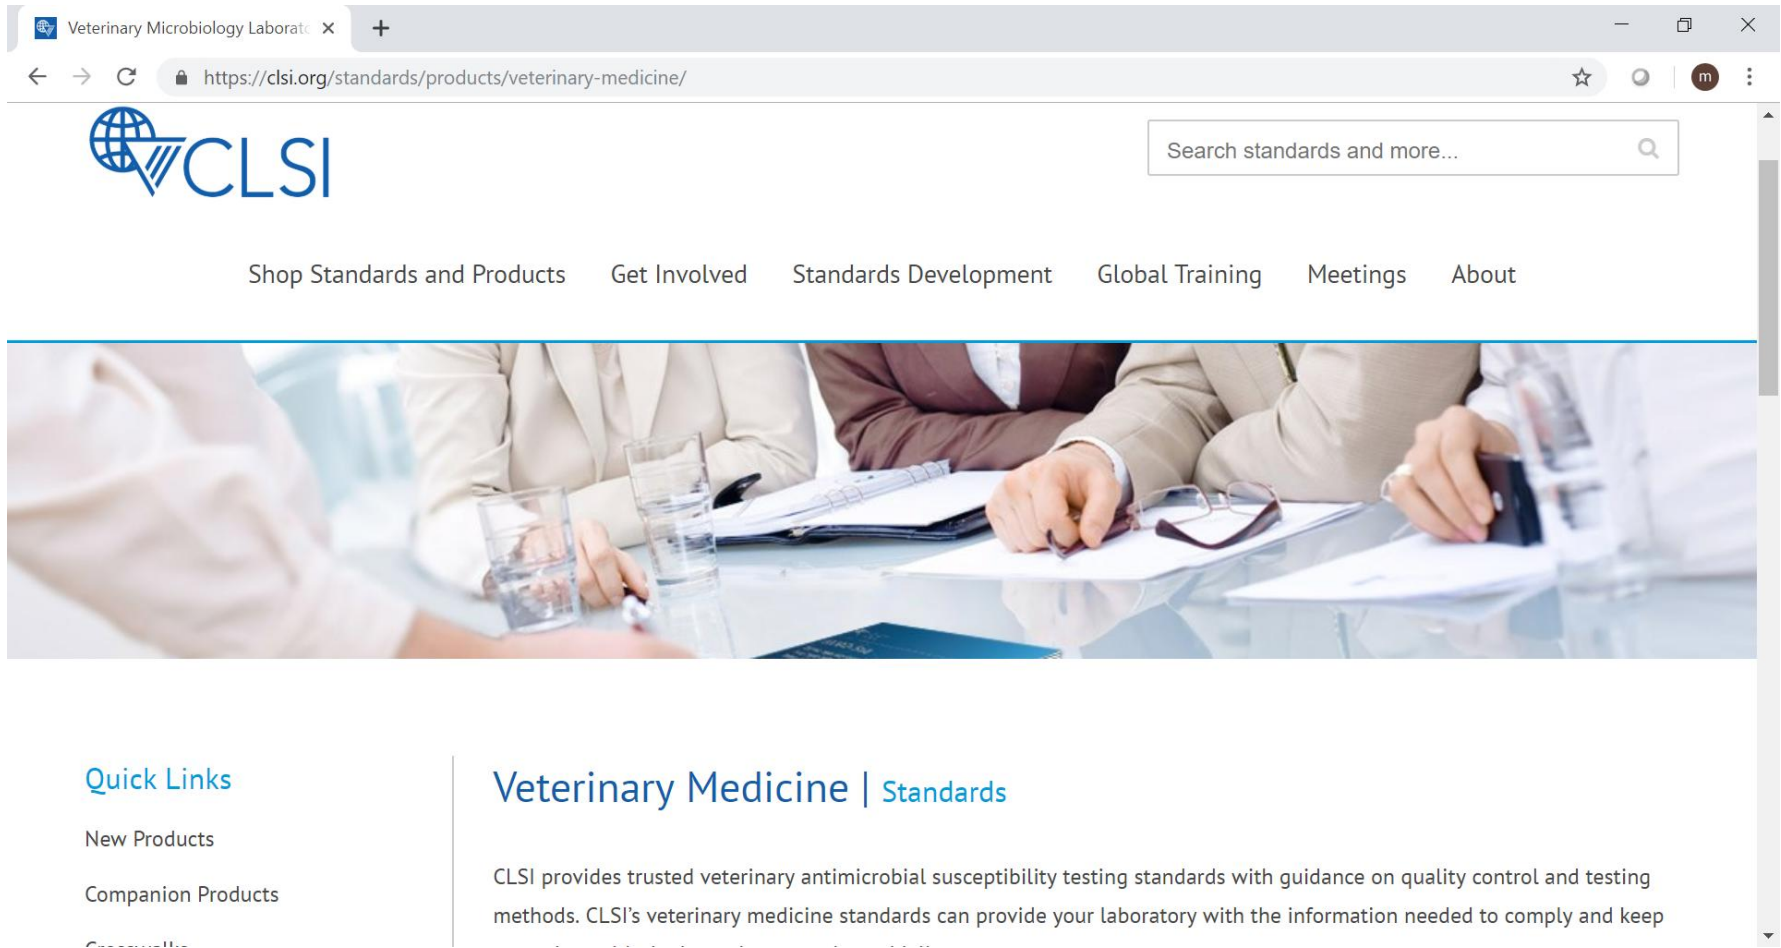 Veterinary Microbiology Laborato
https://clsi.org/standards/products/veterinary-medicine/
m
CLSI
Search standards and more...
Shop Standards and Products Get Involved Standards Development Global Training Meetings About
Quick Links
New Products
Companion Products
Veterinary Medicine | Standards
CLSI provides trusted veterinary antimicrobial susceptibility testing standards with guidance on quality control and testing
methods. CLSI’s veterinary medicine standards can provide your laboratory with the information needed to comply and keep